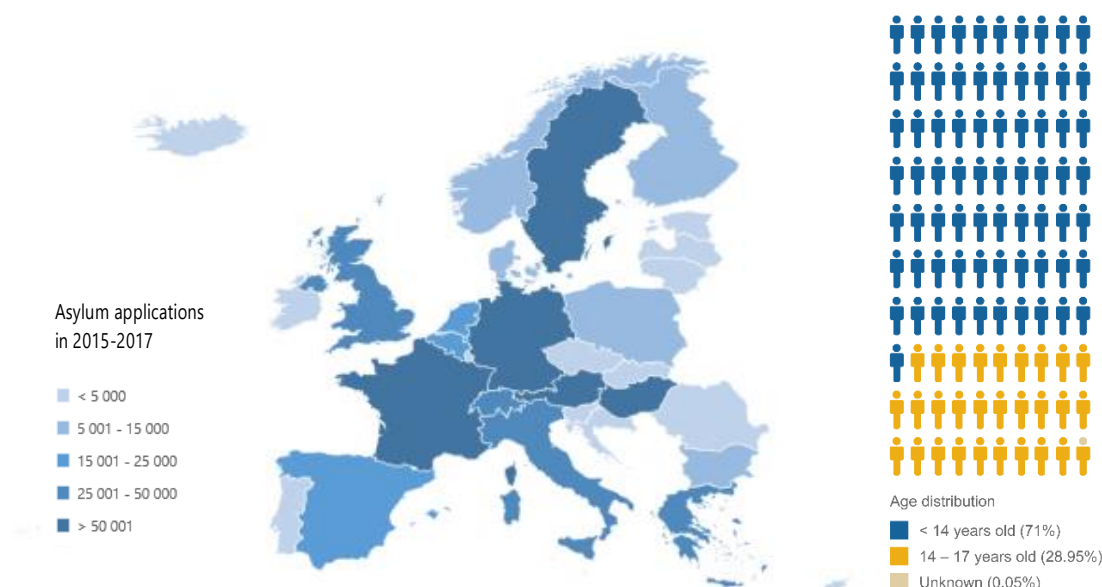 Asylum applications
in 2015-2017
< 5 000
5 001 - 15 000
15 001 - 25 000
25 001 - 50 000
> 50 001
Age distribution
< 14 years old (71%)
14 – 17 years old (28.95%)
Unknown (0.05%)